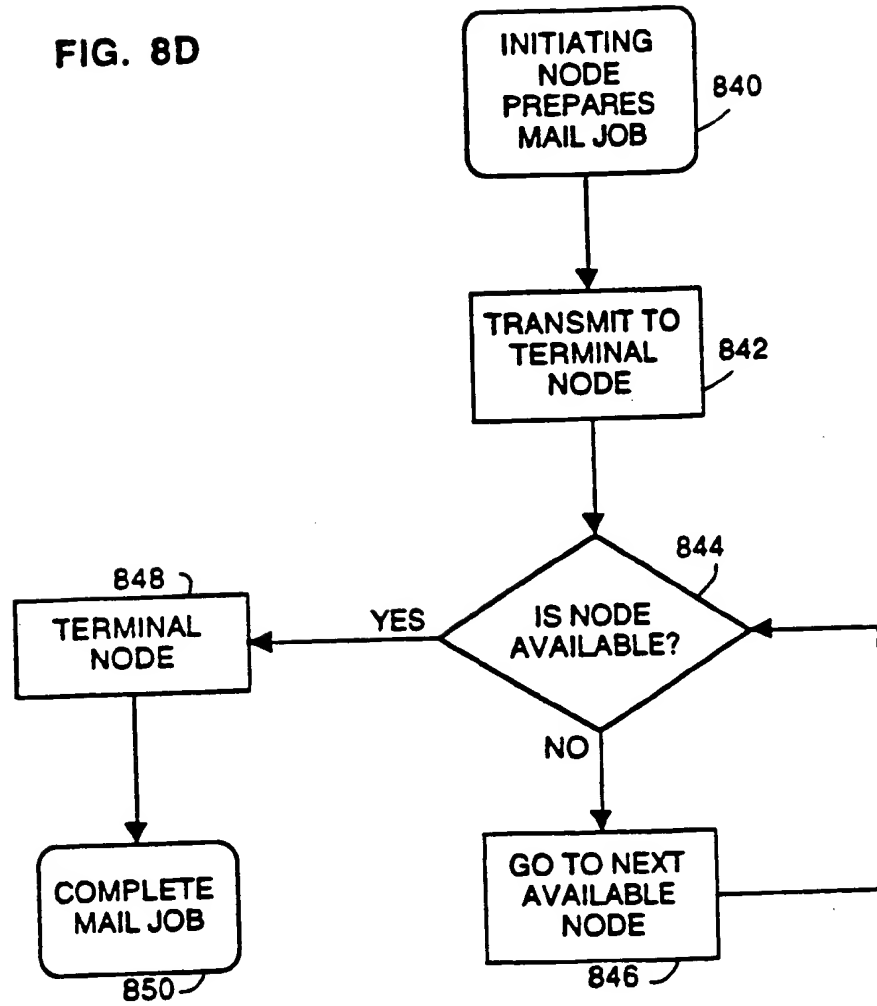 FIG. 8D
INITIATING
NODE
PREPARES
MAIL JOB
840
TRANSMIT TO
TERMINAL
NODE
842
844
IS NODE
AVAILABLE?
YES
NO
848
TERMINAL
NODE
GO TO NEXT
AVAILABLE
NODE
846
COMPLETE
MAIL JOB
850